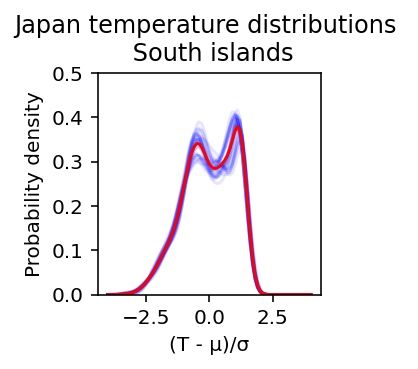 Japan temperature distributions
South islands
Probability density
0.5
0.4
0.3
0.2
0.1
0.0
−2.5
0.0
2.5
(T - μ)/σ